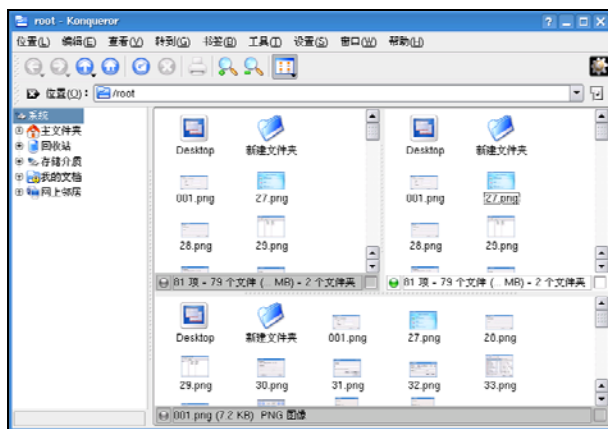 root - Konqueror
位置(L) 编辑(E) 查看(V) 转到(G) 书签(B) 工具(T) 设置(S) 窗口(W) 帮助(H)
位置(O): /root
系统
主文件夹
回收站
存储介质
我的文档
网上邻居
Desktop 新建文件夹
001.png 27.png
28.png 29.png
81 项 - 79 个文件 (... MB) - 2 个文件夹
Desktop 新建文件夹
001.png 27.png
28.png 29.png
81 项 - 79 个文件 (... MB) - 2 个文件夹
Desktop 新建文件夹 001.png 27.png 28.png
29.png 30.png 31.png 32.png 33.png
001.png (7.2 KB) PNG 图像